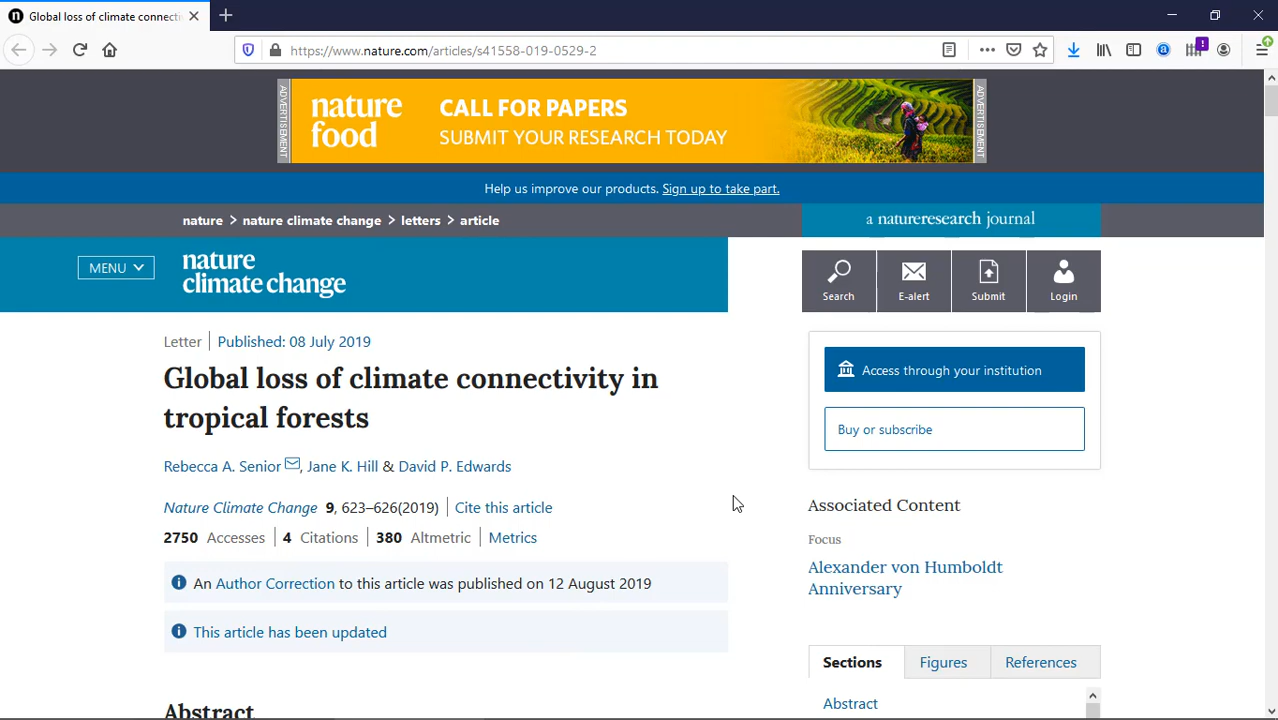 Global loss of climate connecti
https://www.nature.com/articles/s41558-019-0529-2
ADVERTISEMENT
nature
food
CALL FOR PAPERS
SUBMIT YOUR RESEARCH TODAY
ADVERTISEMENT
Help us improve our products. Sign up to take part.
nature > nature climate change > letters > article
a natureresearch journal
MENU
nature
climate change
Search
E-alert
Submit
Login
Letter
Published: 08 July 2019
Global loss of climate connectivity in
tropical forests
Rebecca A. Senior, Jane K. Hill & David P. Edwards
Nature Climate Change 9, 623–626(2019)
Cite this article
2750 Accesses
4 Citations
380 Altmetric
Metrics
An Author Correction to this article was published on 12 August 2019
This article has been updated
Abstract
Access through your institution
Buy or subscribe
Associated Content
Focus
Alexander von Humboldt
Anniversary
Sections
Figures
References
Abstract